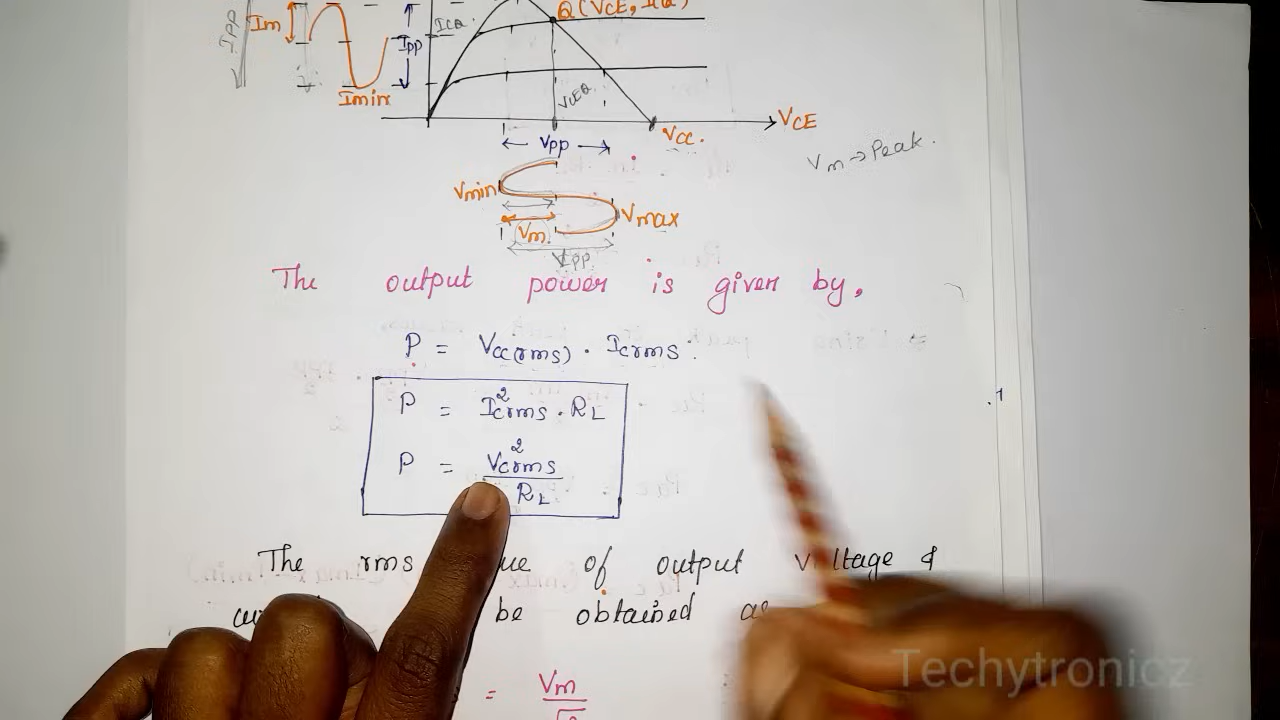 IPP Im IPP ICQ. Q(VCE, ICQ)
Imin VCEQ
VCE
Vcc.
← VPP →
Vm → Peak.
Vmin
Vm. Vmax
VPP
The output power is given by,
P = Vcc(rms) · Icrms.
P = I²crms · RL
P = V²crms / RL
The rms of output voltage &
be obtained as
= Vm
Techytronicz